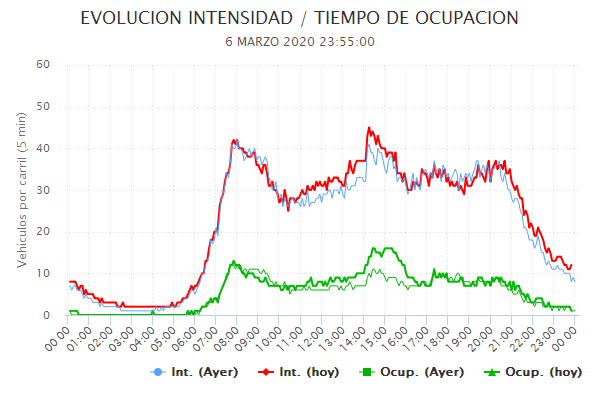 EVOLUCION INTENSIDAD / TIEMPO DE OCUPACION
6 MARZO 2020 23:55:00
Vehiculos por carril (5 min)
60
50
40
30
20
10
0
00:00 01:00 02:00 03:00 04:00 05:00 06:00 07:00 08:00 09:00 10:00 11:00 12:00 13:00 14:00 15:00 16:00 17:00 18:00 19:00 20:00 21:00 22:00 23:00 00:00
Int. (Ayer) Int. (hoy) Ocup. (Ayer) Ocup. (hoy)